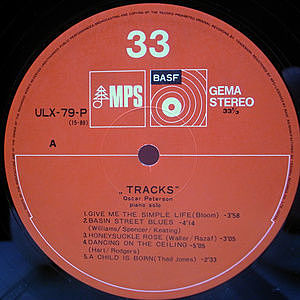 33
MPS
BASF
GEMA
STEREO
33⅓
ULX-79-P
(15-88)
A
„TRACKS"
Oscar Peterson
piano solo
1.GIVE ME THE SIMPLE LIFE(Bloom) -3'58
2.BASIN STREET BLUES -4'14
(Williams/Spencer/Keating)
3.HONEYSUCKLE ROSE (Waller/Razaf) -3'05
4.DANCING ON THE CEILING -5'05
(Hart/Rodgers)
5.A CHILD IS BORN(Thad Jones) -2'33